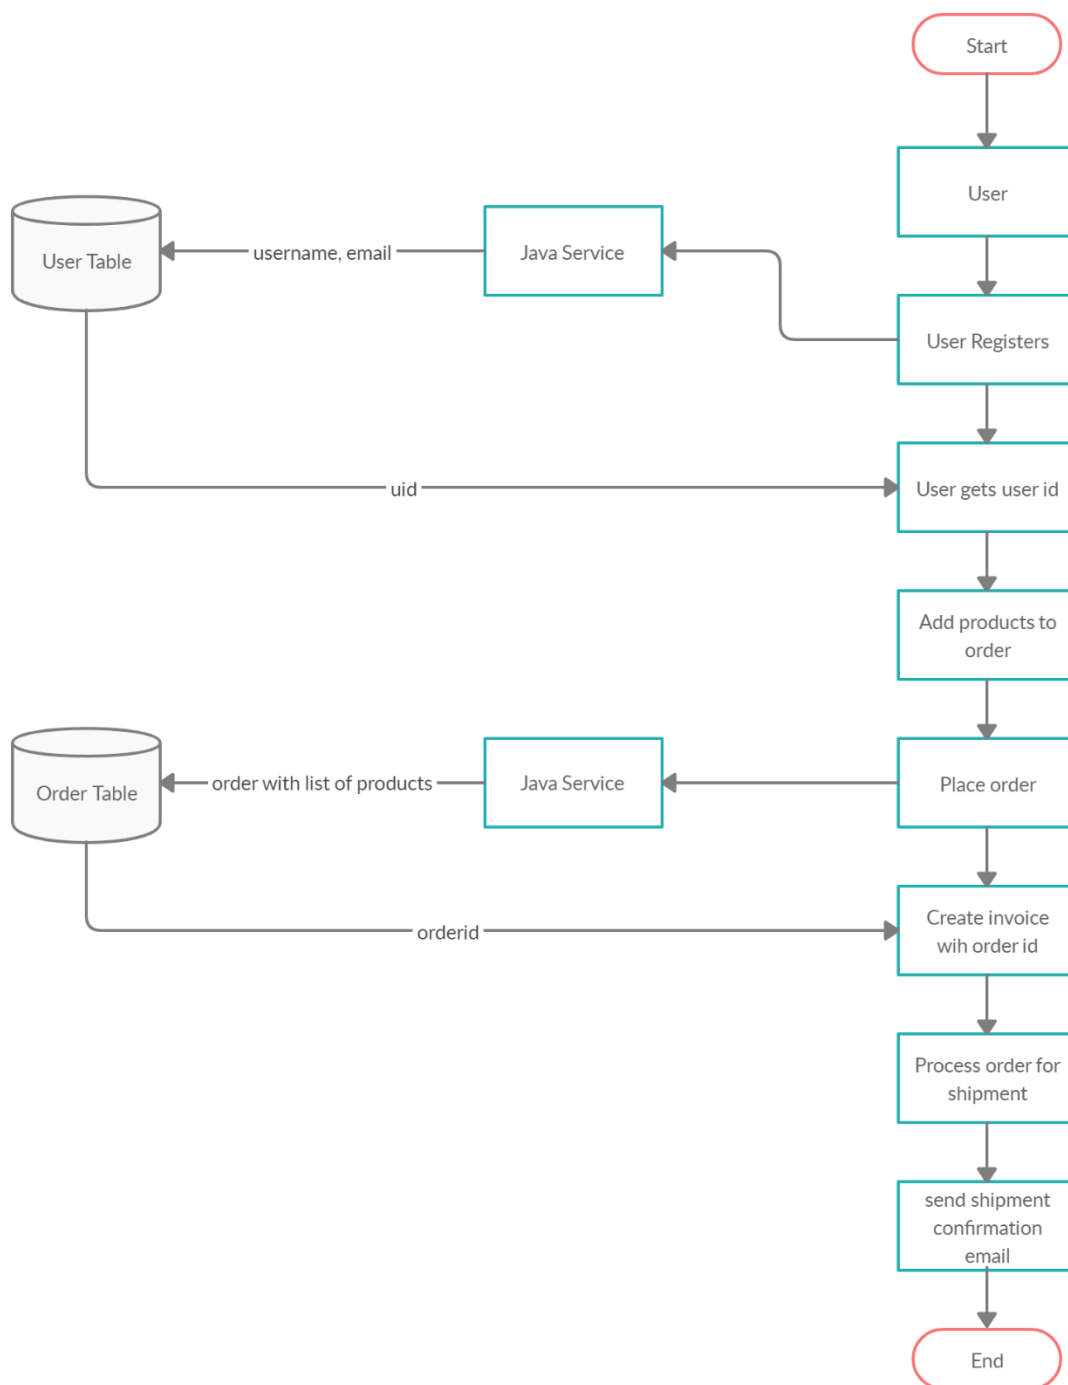 Start
User
User Table
username, email
Java Service
User Registers
uid
User gets user id
Add products to
order
Order Table
order with list of products
Java Service
Place order
Create invoice
wih order id
orderid
Process order for
shipment
send shipment
confirmation
email
End